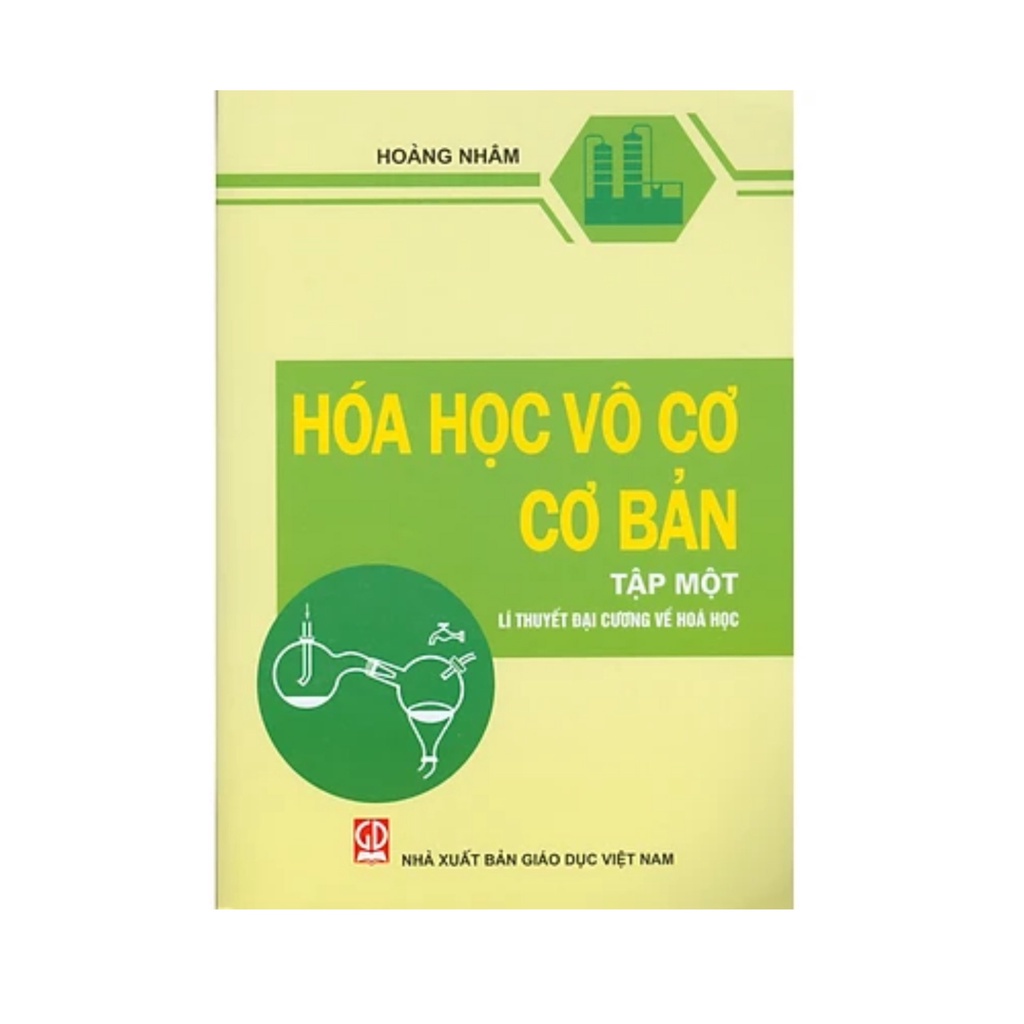 HOÀNG NHÂM
HÓA HỌC VÔ CƠ
CƠ BẢN
TẬP MỘT
LÍ THUYẾT ĐẠI CƯƠNG VỀ HOÁ HỌC
GD
NHÀ XUẤT BẢN GIÁO DỤC VIỆT NAM